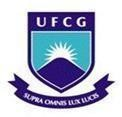 UFCG
SUPRA OMNIS LUX LUCIS